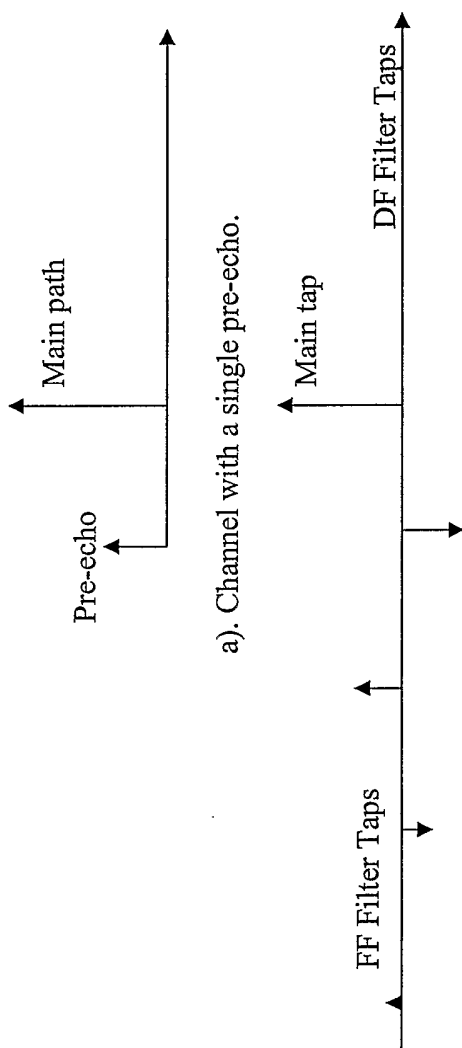 Main path
Pre-echo
a). Channel with a single pre-echo.
Main tap
FF Filter Taps
DF Filter Taps